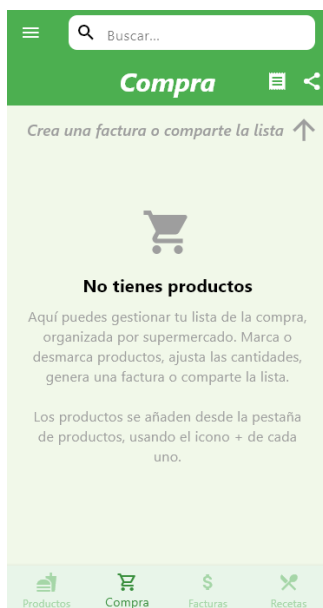 Buscar...
Compra
Crea una factura o comparte la lista
No tienes productos
Aquí puedes gestionar tu lista de la compra,
organizada por supermercado. Marca o
desmarca productos, ajusta las cantidades,
genera una factura o comparte la lista.
Los productos se añaden desde la pestaña
de productos, usando el icono + de cada
uno.
Productos Compra Facturas Recetas